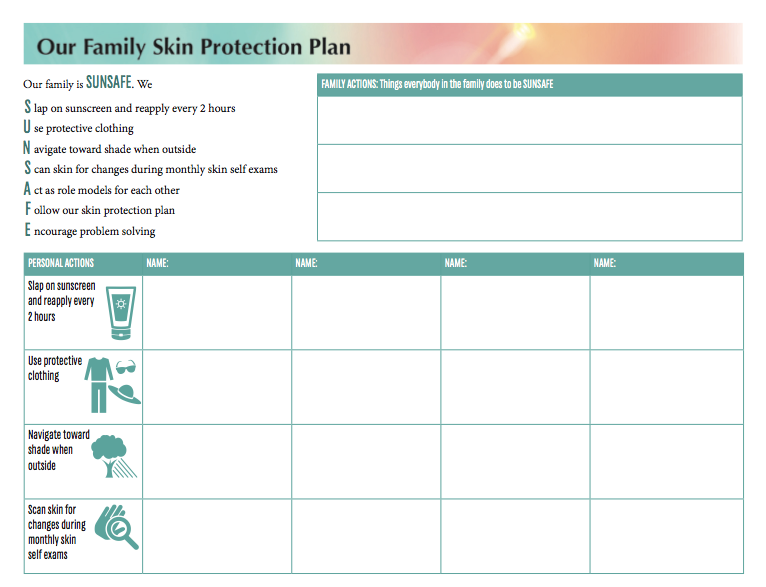 Our Family Skin Protection Plan
Our family is SUNSAFE. We
S lap on sunscreen and reapply every 2 hours
U se protective clothing
N avigate toward shade when outside
S can skin for changes during monthly skin self exams
A ct as role models for each other
F ollow our skin protection plan
E ncourage problem solving
FAMILY ACTIONS: Things everybody in the family does to be SUNSAFE
PERSONAL ACTIONS NAME: NAME: NAME: NAME:
Slap on sunscreen
and reapply every
2 hours
Use protective
clothing
Navigate toward
shade when
outside
Scan skin for
changes during
monthly skin
self exams